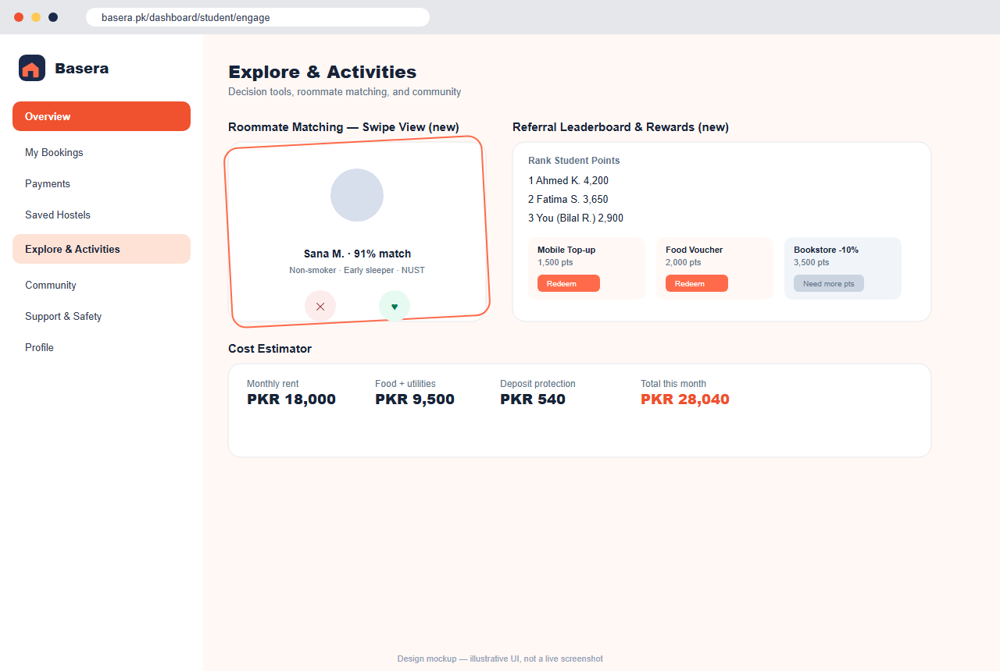 basera.pk/dashboard/student/engage
Basera
Overview
My Bookings
Payments
Saved Hostels
Explore & Activities
Community
Support & Safety
Profile
Explore & Activities
Decision tools, roommate matching, and community
Roommate Matching — Swipe View (new)
Sana M. · 91% match
Non-smoker · Early sleeper · NUST
Referral Leaderboard & Rewards (new)
Rank Student Points
1 Ahmed K. 4,200
2 Fatima S. 3,650
3 You (Bilal R.) 2,900
Mobile Top-up
1,500 pts
Redeem
Food Voucher
2,000 pts
Redeem
Bookstore -10%
3,500 pts
Need more pts
Cost Estimator
Monthly rent
PKR 18,000
Food + utilities
PKR 9,500
Deposit protection
PKR 540
Total this month
PKR 28,040
Design mockup — illustrative UI, not a live screenshot